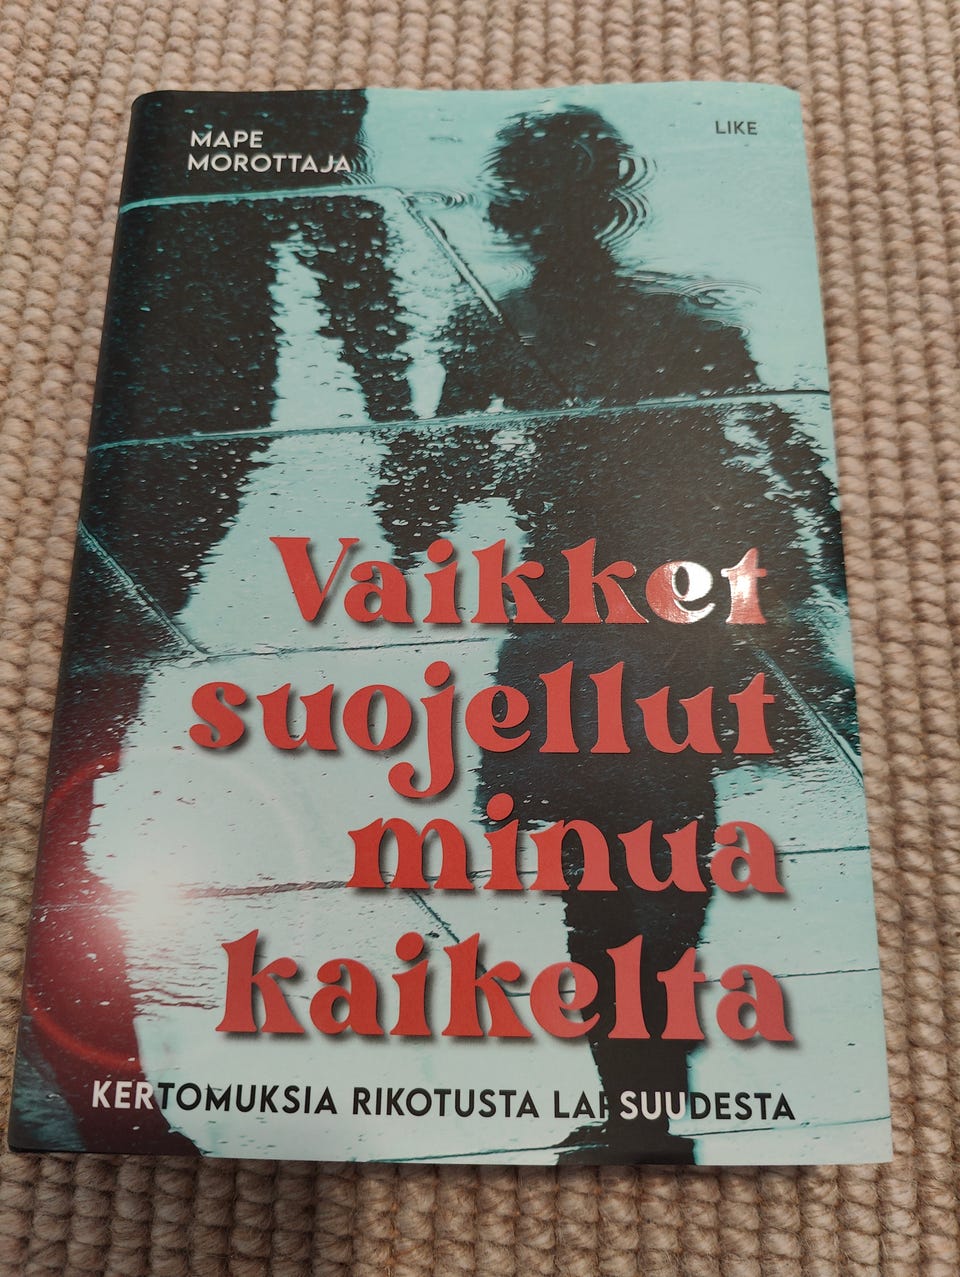 MAPE
MOROTTAJA
LIKE
Vaikket
suojellut
minua
kaikelta
KERTOMUKSIA RIKOTUSTA LAPSUUDESTA